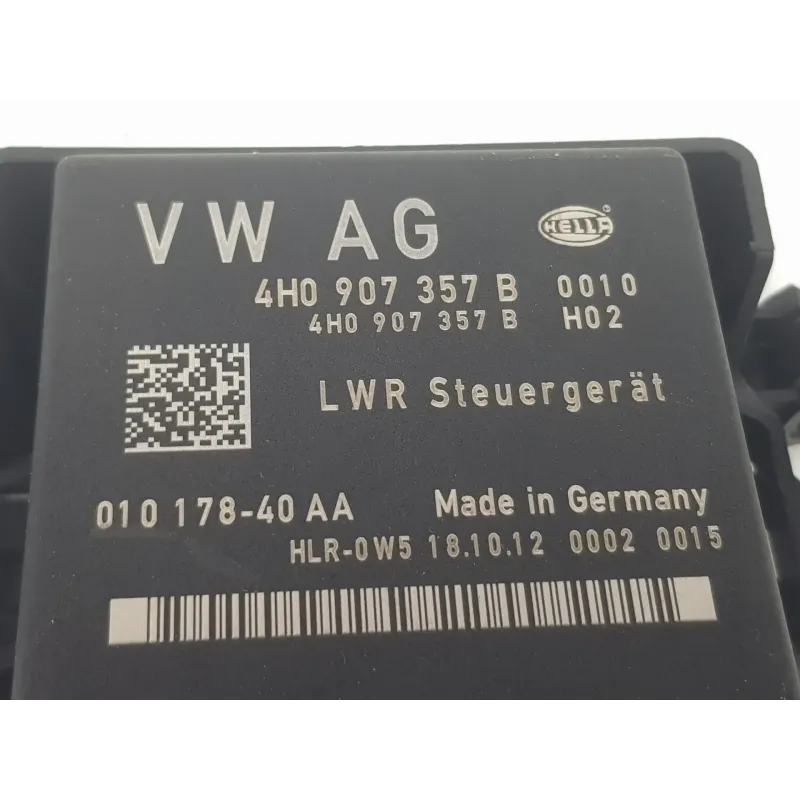 VW AG HELLA
4H0 907 357 B 0010
4H0 907 357 B H02
LWR Steuergerät
010 178-40 AA Made in Germany
HLR-0W5 18.10.12 0002 0015